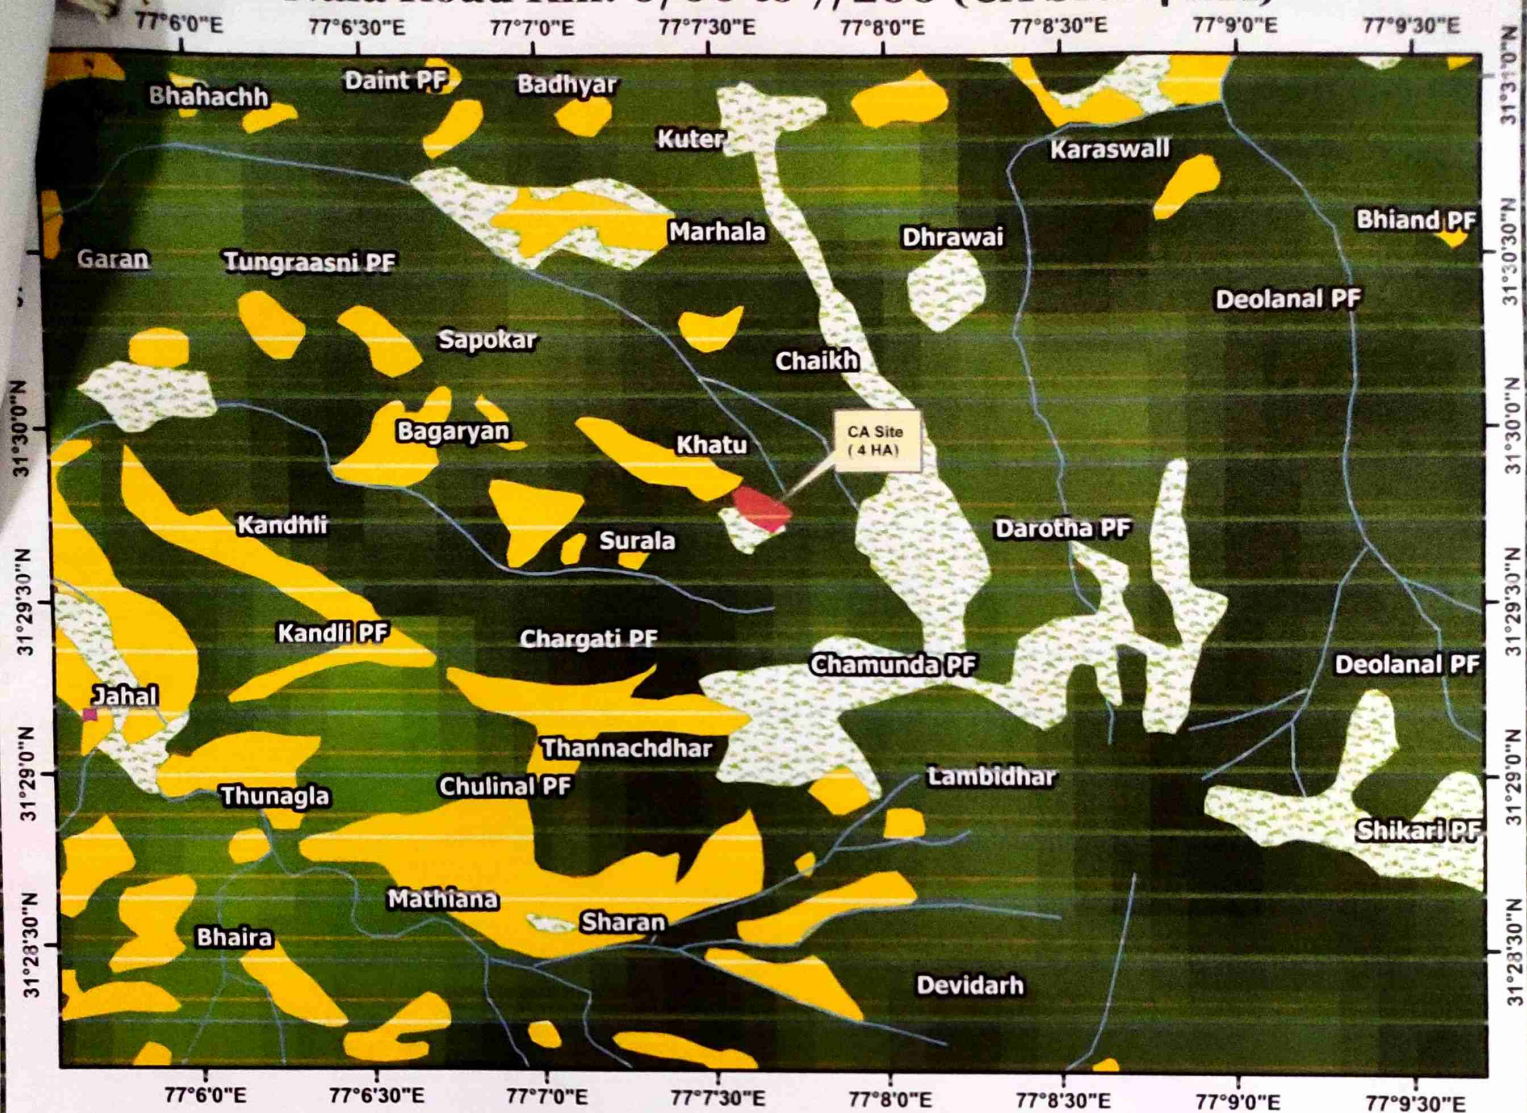 77°6'0"E 77°6'30"E 77°7'0"E 77°7'30"E 77°8'0"E 77°8'30"E 77°9'0"E 77°9'30"E
31°31'0"N
Bhahachh Daint PF Badhyar
Kuter Karaswall
Marhala Dhrawai Bhiand PF
31°30'30"N
Garan Tungraasni PF
Deolanal PF
Sapokar Chaikh
31°30'0"N 31°30'0"N
Bagaryan Khatu
CA Site
( 4 HA)
Kandhli Surala Darotha PF
31°29'30"N 31°29'30"N
Kandli PF Chargati PF
Chamunda PF Deolanal PF
Jahal
31°29'0"N 31°29'0"N
Thannachdhar
Thunagla Chulinal PF Lambidhar
Shikari PF
Mathiana Sharan
31°28'30"N 31°28'30"N
Bhaira
Devidarh
77°6'0"E 77°6'30"E 77°7'0"E 77°7'30"E 77°8'0"E 77°8'30"E 77°9'0"E 77°9'30"E